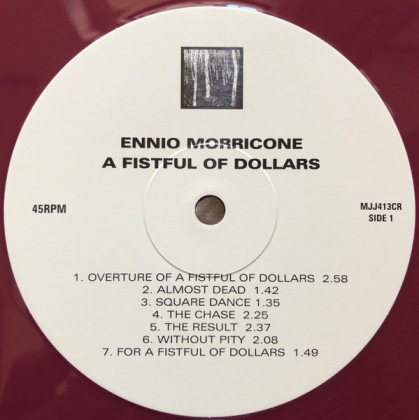 ENNIO MORRICONE
A FISTFUL OF DOLLARS
45RPM
MJJ413CR
SIDE 1
1. OVERTURE OF A FISTFUL OF DOLLARS 2.58
2. ALMOST DEAD 1.42
3. SQUARE DANCE 1.35
4. THE CHASE 2.25
5. THE RESULT 2.37
6. WITHOUT PITY 2.08
7. FOR A FISTFUL OF DOLLARS 1.49